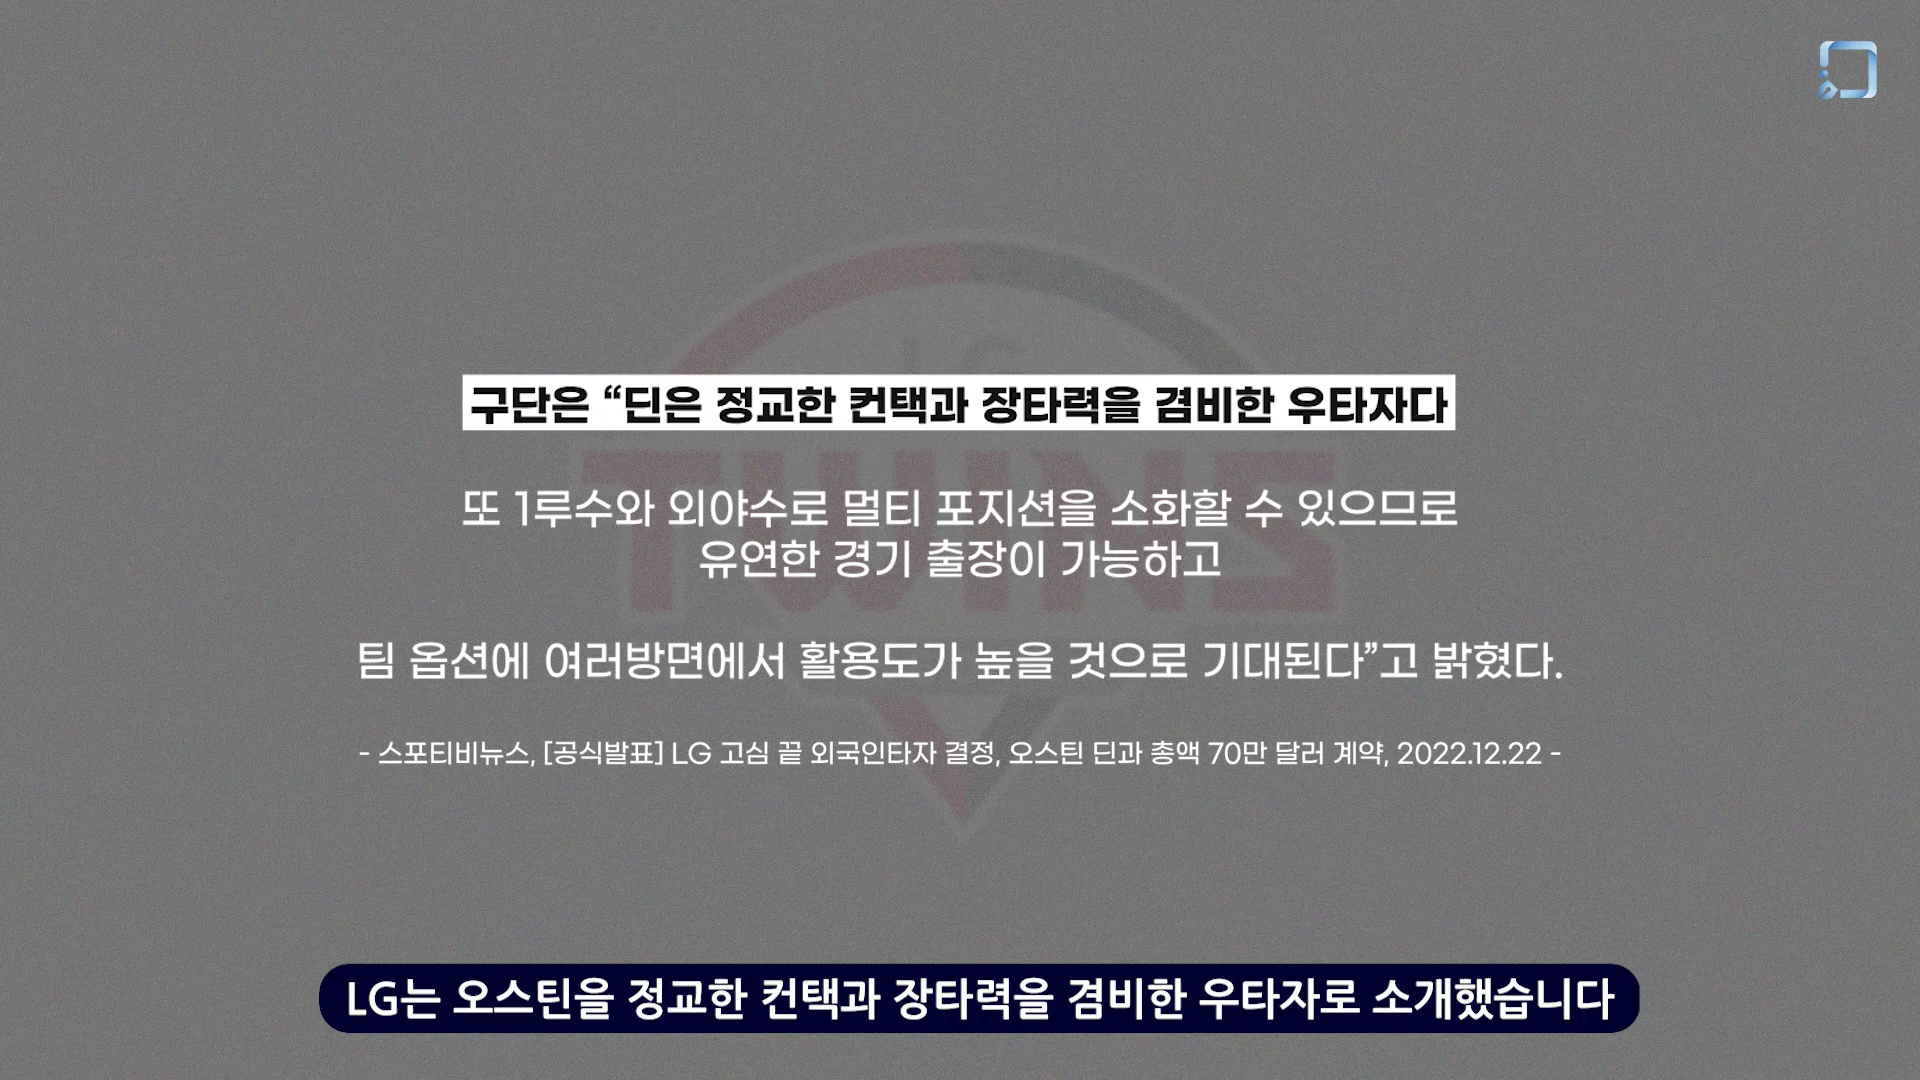 LG
TWINS
구단은 “딘은 정교한 컨택과 장타력을 겸비한 우타자다
또 1루수와 외야수로 멀티 포지션을 소화할 수 있으므로
유연한 경기 출장이 가능하고
팀 옵션에 여러방면에서 활용도가 높을 것으로 기대된다”고 밝혔다.
- 스포티비뉴스, [공식발표] LG 고심 끝 외국인타자 결정, 오스틴 딘과 총액 70만 달러 계약, 2022.12.22 -
LG는 오스틴을 정교한 컨택과 장타력을 겸비한 우타자로 소개했습니다